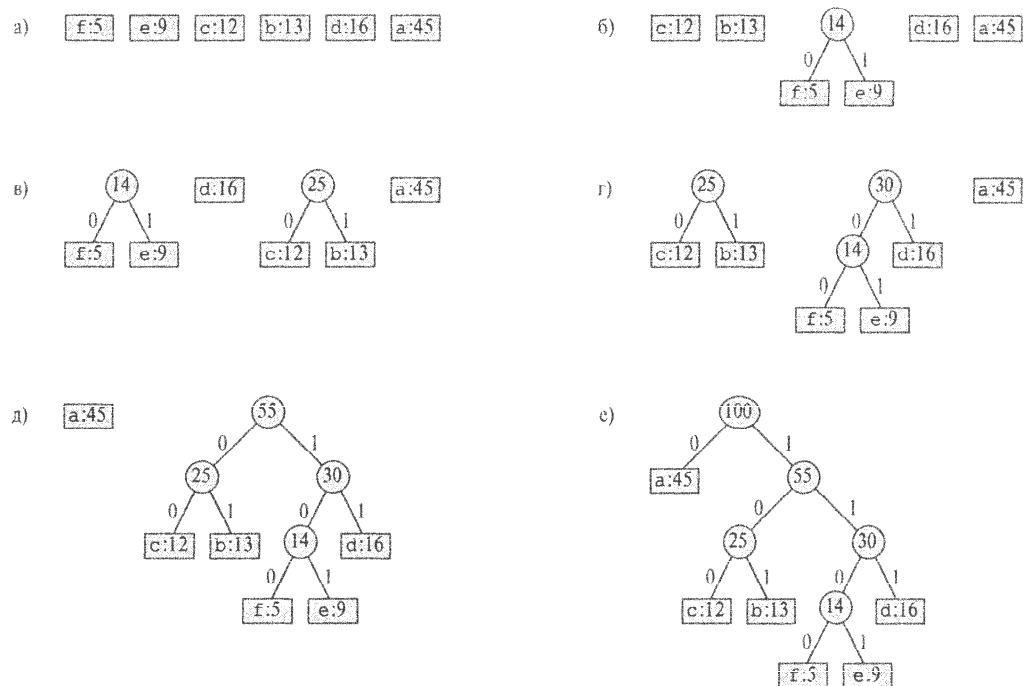 а) f:5 e:9 c:12 b:13 d:16 a:45
б) c:12 b:13 14 d:16 a:45
0 1
f:5 e:9
в) 14 d:16 25 a:45
0 1 0 1
f:5 e:9 c:12 b:13
г) 25 30 a:45
0 1 0 1
c:12 b:13 14 d:16
0 1
f:5 e:9
д) a:45 55
0 1
25 30
0 1 0 1
c:12 b:13 14 d:16
0 1
f:5 e:9
е) 100
0 1
a:45 55
0 1
25 30
0 1 0 1
c:12 b:13 14 d:16
0 1
f:5 e:9